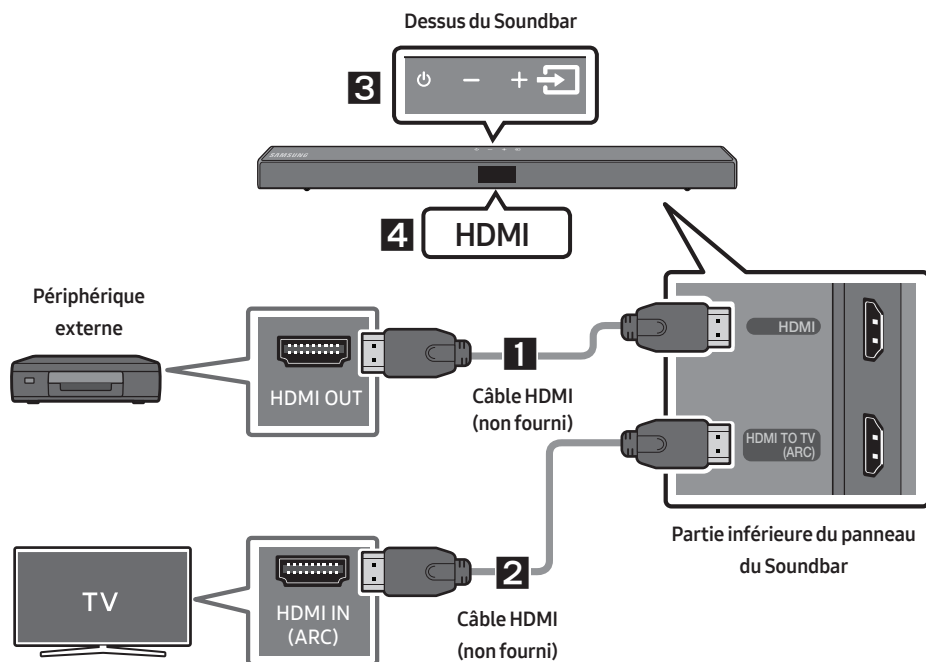 Dessus du Soundbar
3
SAMSUNG
4
HDMI
Périphérique
externe
HDMI OUT
1
Câble HDMI
(non fourni)
HDMI
HDMI TO TV
(ARC)
Partie inférieure du panneau
du Soundbar
TV
HDMI IN
(ARC)
2
Câble HDMI
(non fourni)